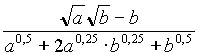 √a √b − b
a^0,5 + 2a^0,25 · b^0,25 + b^0,5